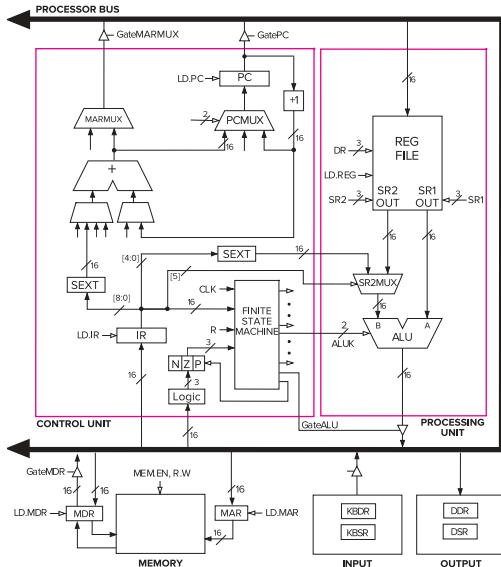 PROCESSOR BUS
GateMARMUX
GatePC
LD.PC
PC
+1
MARMUX
2
PCMUX
16
16
16
REG
FILE
DR
3
LD.REG
SR2
3
SR2
OUT
SR1
OUT
3
SR1
+
16
16
16
[4:0]
SEXT
16
SEXT
[5]
[8:0]
16
CLK
SR2MUX
16
LD.IR
IR
R
FINITE
STATE
MACHINE
2
ALUK
B
A
ALU
3
N Z P
3
16
Logic
16
16
CONTROL UNIT
GateALU
PROCESSING
UNIT
GateMDR
16
16
MEM.EN, R.W
16
LD.MDR
MDR
MAR
LD.MAR
16
KBDR
KBSR
DDR
DSR
MEMORY
INPUT
OUTPUT